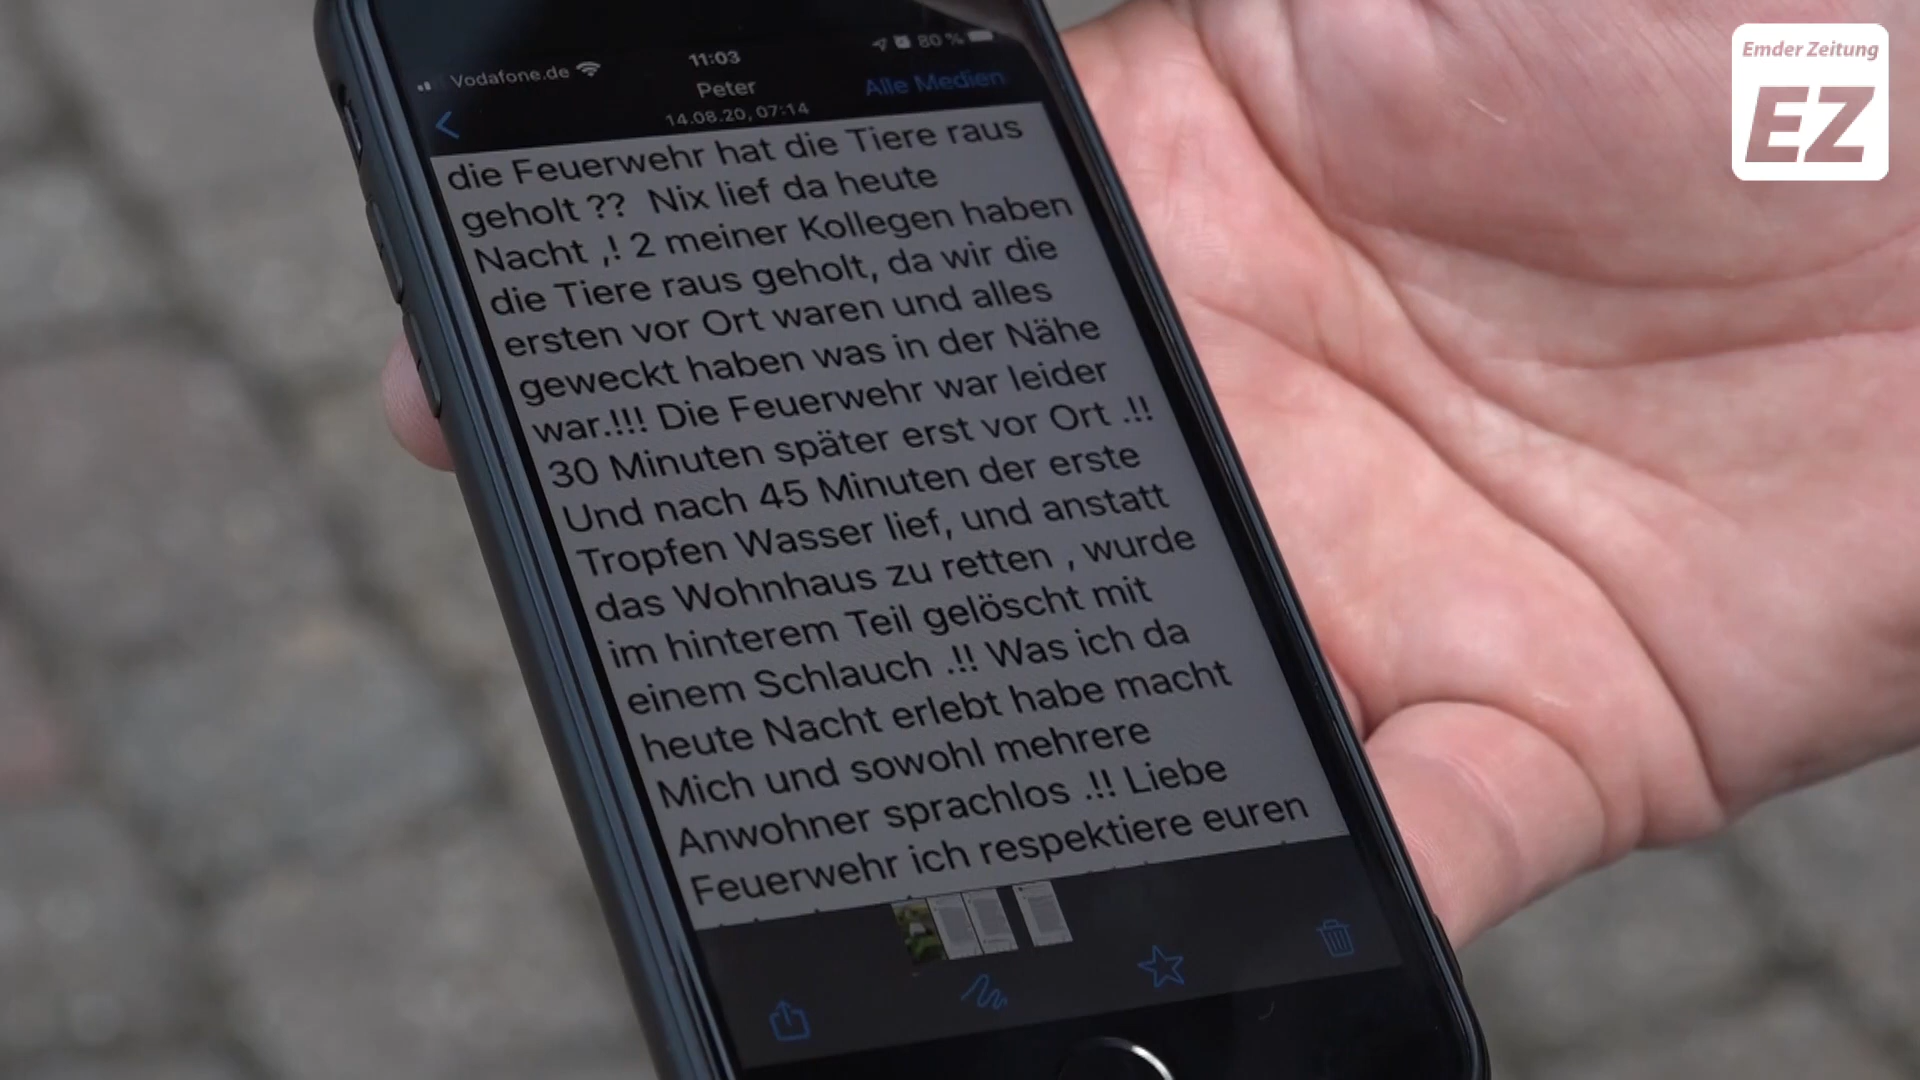 Vodafone.de
11:03
80 %
Peter
14.08.20, 07:14
Alle Medien
die Feuerwehr hat die Tiere raus
geholt ?? Nix lief da heute
Nacht ,! 2 meiner Kollegen haben
die Tiere raus geholt, da wir die
ersten vor Ort waren und alles
geweckt haben was in der Nähe
war.!!! Die Feuerwehr war leider
30 Minuten später erst vor Ort .!!
Und nach 45 Minuten der erste
Tropfen Wasser lief, und anstatt
das Wohnhaus zu retten , wurde
im hinterem Teil gelöscht mit
einem Schlauch .!! Was ich da
heute Nacht erlebt habe macht
Mich und sowohl mehrere
Anwohner sprachlos .!! Liebe
Feuerwehr ich respektiere euren
Emder Zeitung
EZ